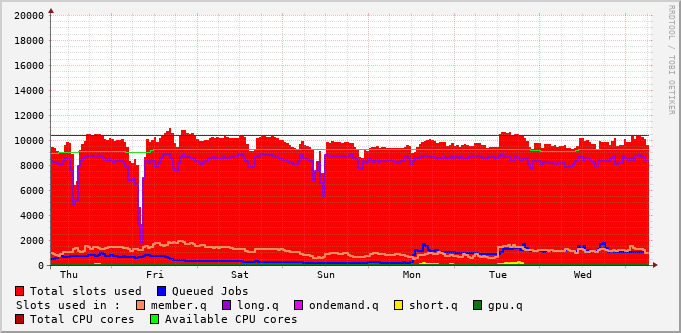 RRDTOOL / TOBI OETIKER
20000
18000
16000
14000
12000
10000
8000
6000
4000
2000
0
Thu Fri Sat Sun Mon Tue Wed
Total slots used Queued Jobs
Slots used in : member.q long.q ondemand.q short.q gpu.q
Total CPU cores Available CPU cores